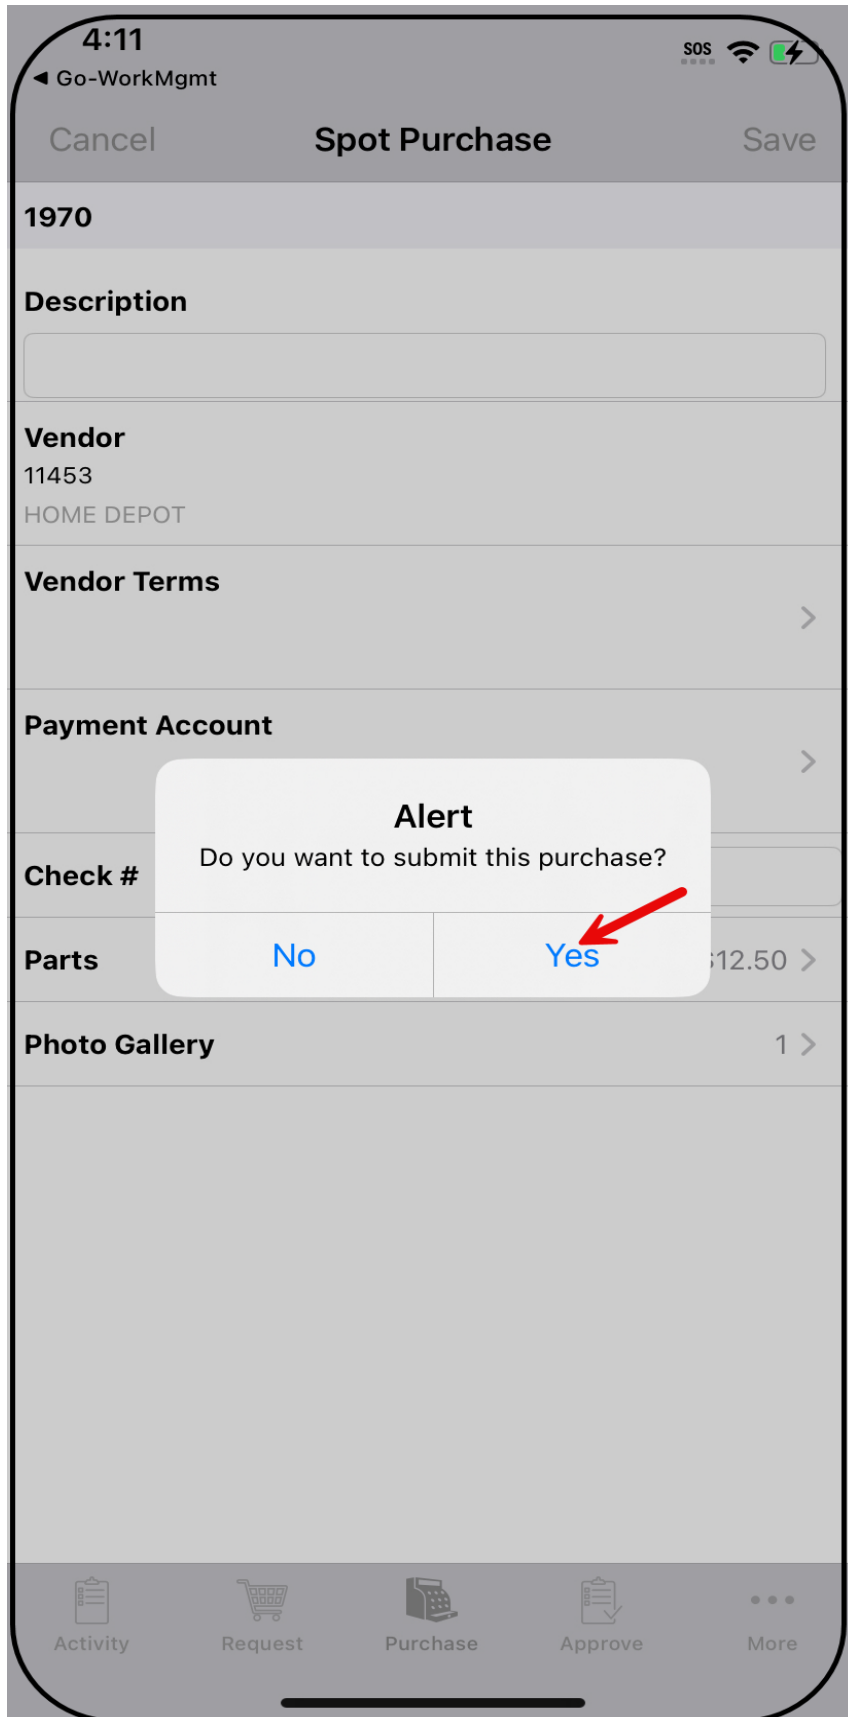 4:11
SOS
◀ Go-WorkMgmt
Cancel Spot Purchase Save
1970
Description
Vendor
11453
HOME DEPOT
Vendor Terms
Payment Account
Alert
Do you want to submit this purchase?
Check #
No Yes
Parts 12.50
Photo Gallery 1
Activity Request Purchase Approve More